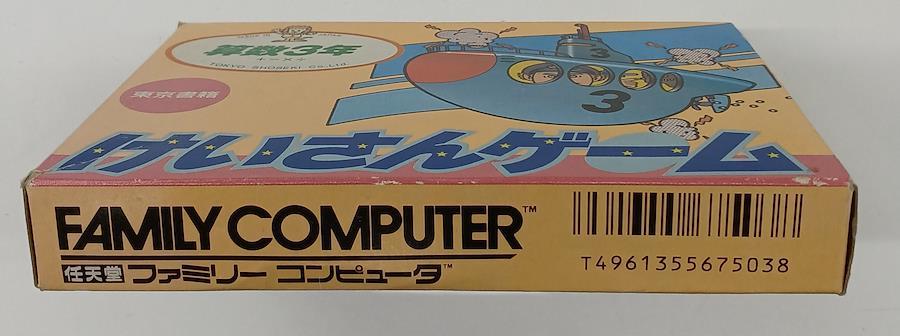 算数3年
+-×÷
TOKYO SHOSEKI Co.,Ltd.
東京書籍
3
3
けいさんゲーム
FAMILY COMPUTER™
任天堂 ファミリー コンピュータ™
T4961355675038